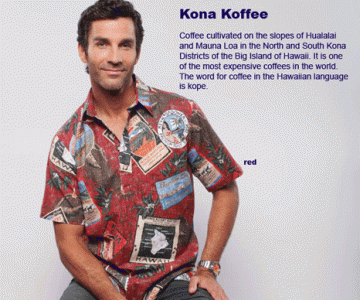 Kona Koffee
Coffee cultivated on the slopes of Hualalai
and Mauna Loa in the North and South Kona
Districts of the Big Island of Hawaii. It is one
of the most expensive coffees in the world.
The word for coffee in the Hawaiian language
is kope.
red
HAWAII